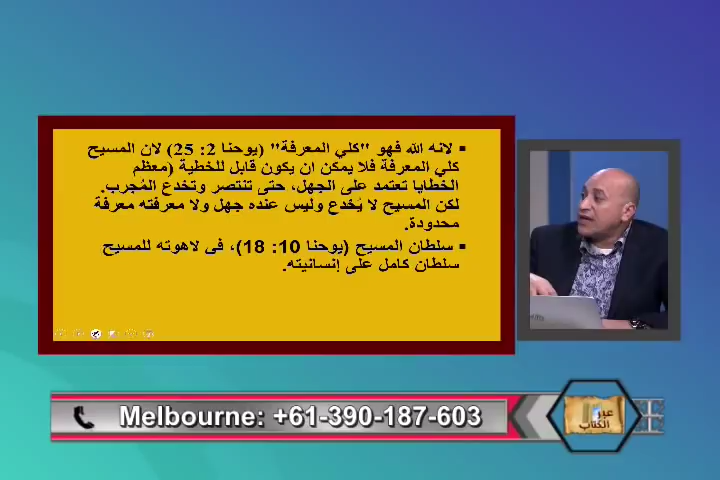 ▪ لانه الله فهو "كلي المعرفة" (يوحنا 2: 25) لان المسيح
كلي المعرفة فلا يمكن ان يكون قابل للخطية (معظم
الخطايا تعتمد على الجهل، حتى تنتصر وتخدع المُجرب.
لكن المسيح لا يُخدع وليس عنده جهل ولا معرفته معرفة
محدودة.
▪ سلطان المسيح (يوحنا 10: 18)، فى لاهوته للمسيح
سلطان كامل على إنسانيته.
Melbourne: +61-390-187-603
عبر
الكتاب